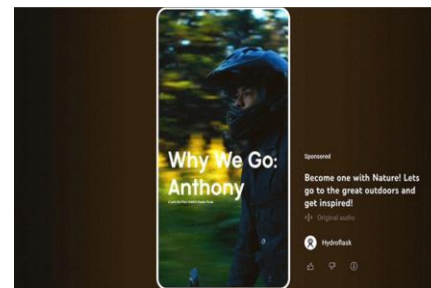 Why We Go:
Anthony
Sponsored
Become one with Nature! Lets
go to the great outdoors and
get inspired!
Original audio
Hydroflask